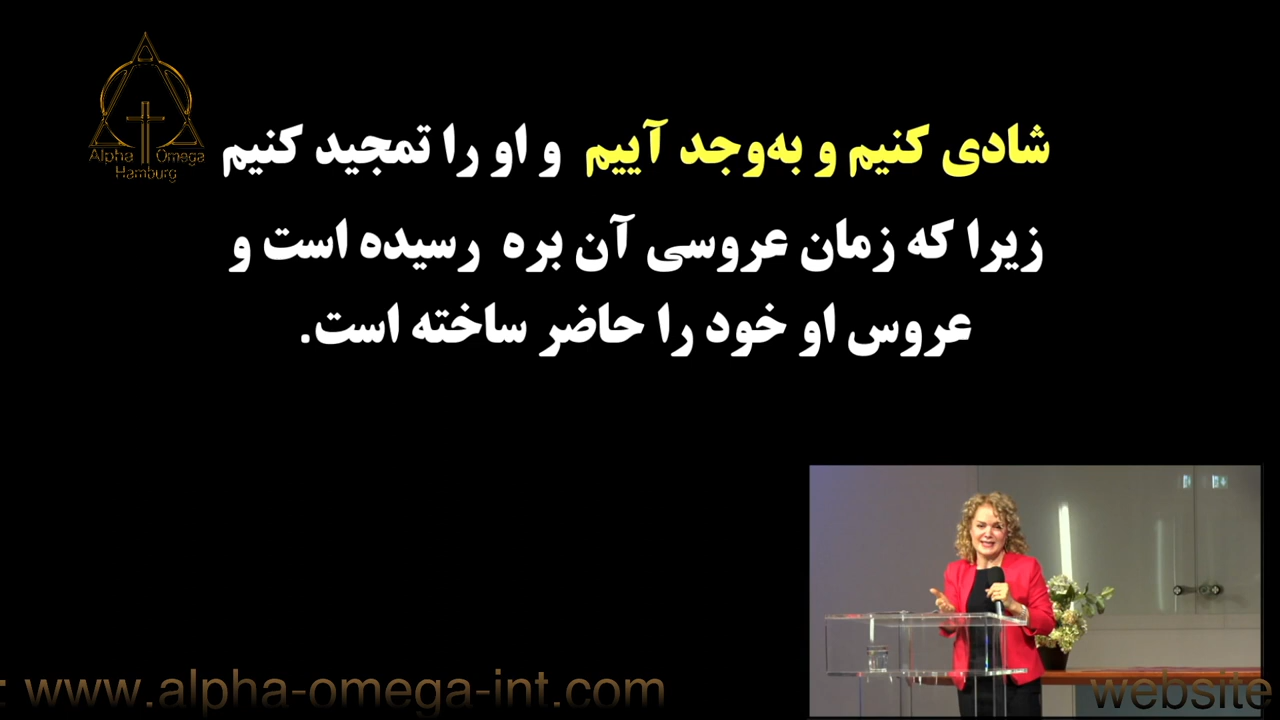 Alpha Omega
Hamburg
شادی کنیم و به‌وجد آییم و او را تمجید کنیم
زیرا که زمان عروسی آن بره رسیده است و
عروس او خود را حاضر ساخته است.
: www.alpha-omega-int.com
website